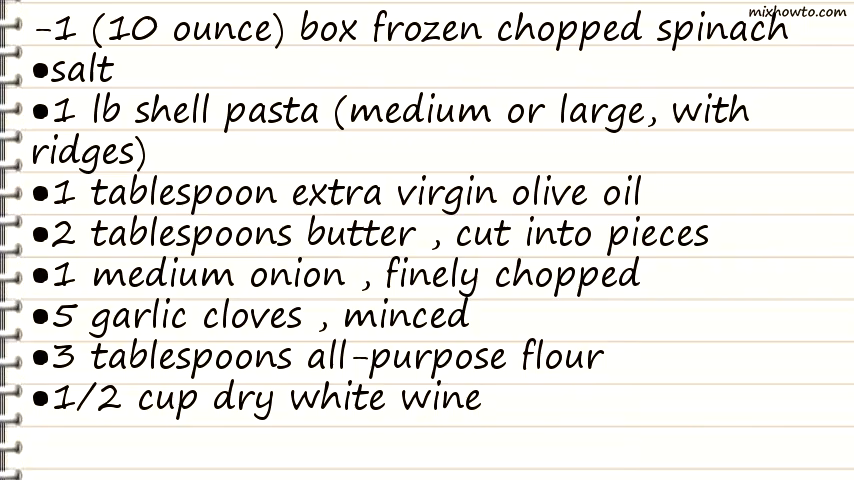 mixhowto.com
-1 (10 ounce) box frozen chopped spinach
•salt
•1 lb shell pasta (medium or large, with
ridges)
•1 tablespoon extra virgin olive oil
•2 tablespoons butter , cut into pieces
•1 medium onion , finely chopped
•5 garlic cloves , minced
•3 tablespoons all-purpose flour
•1/2 cup dry white wine